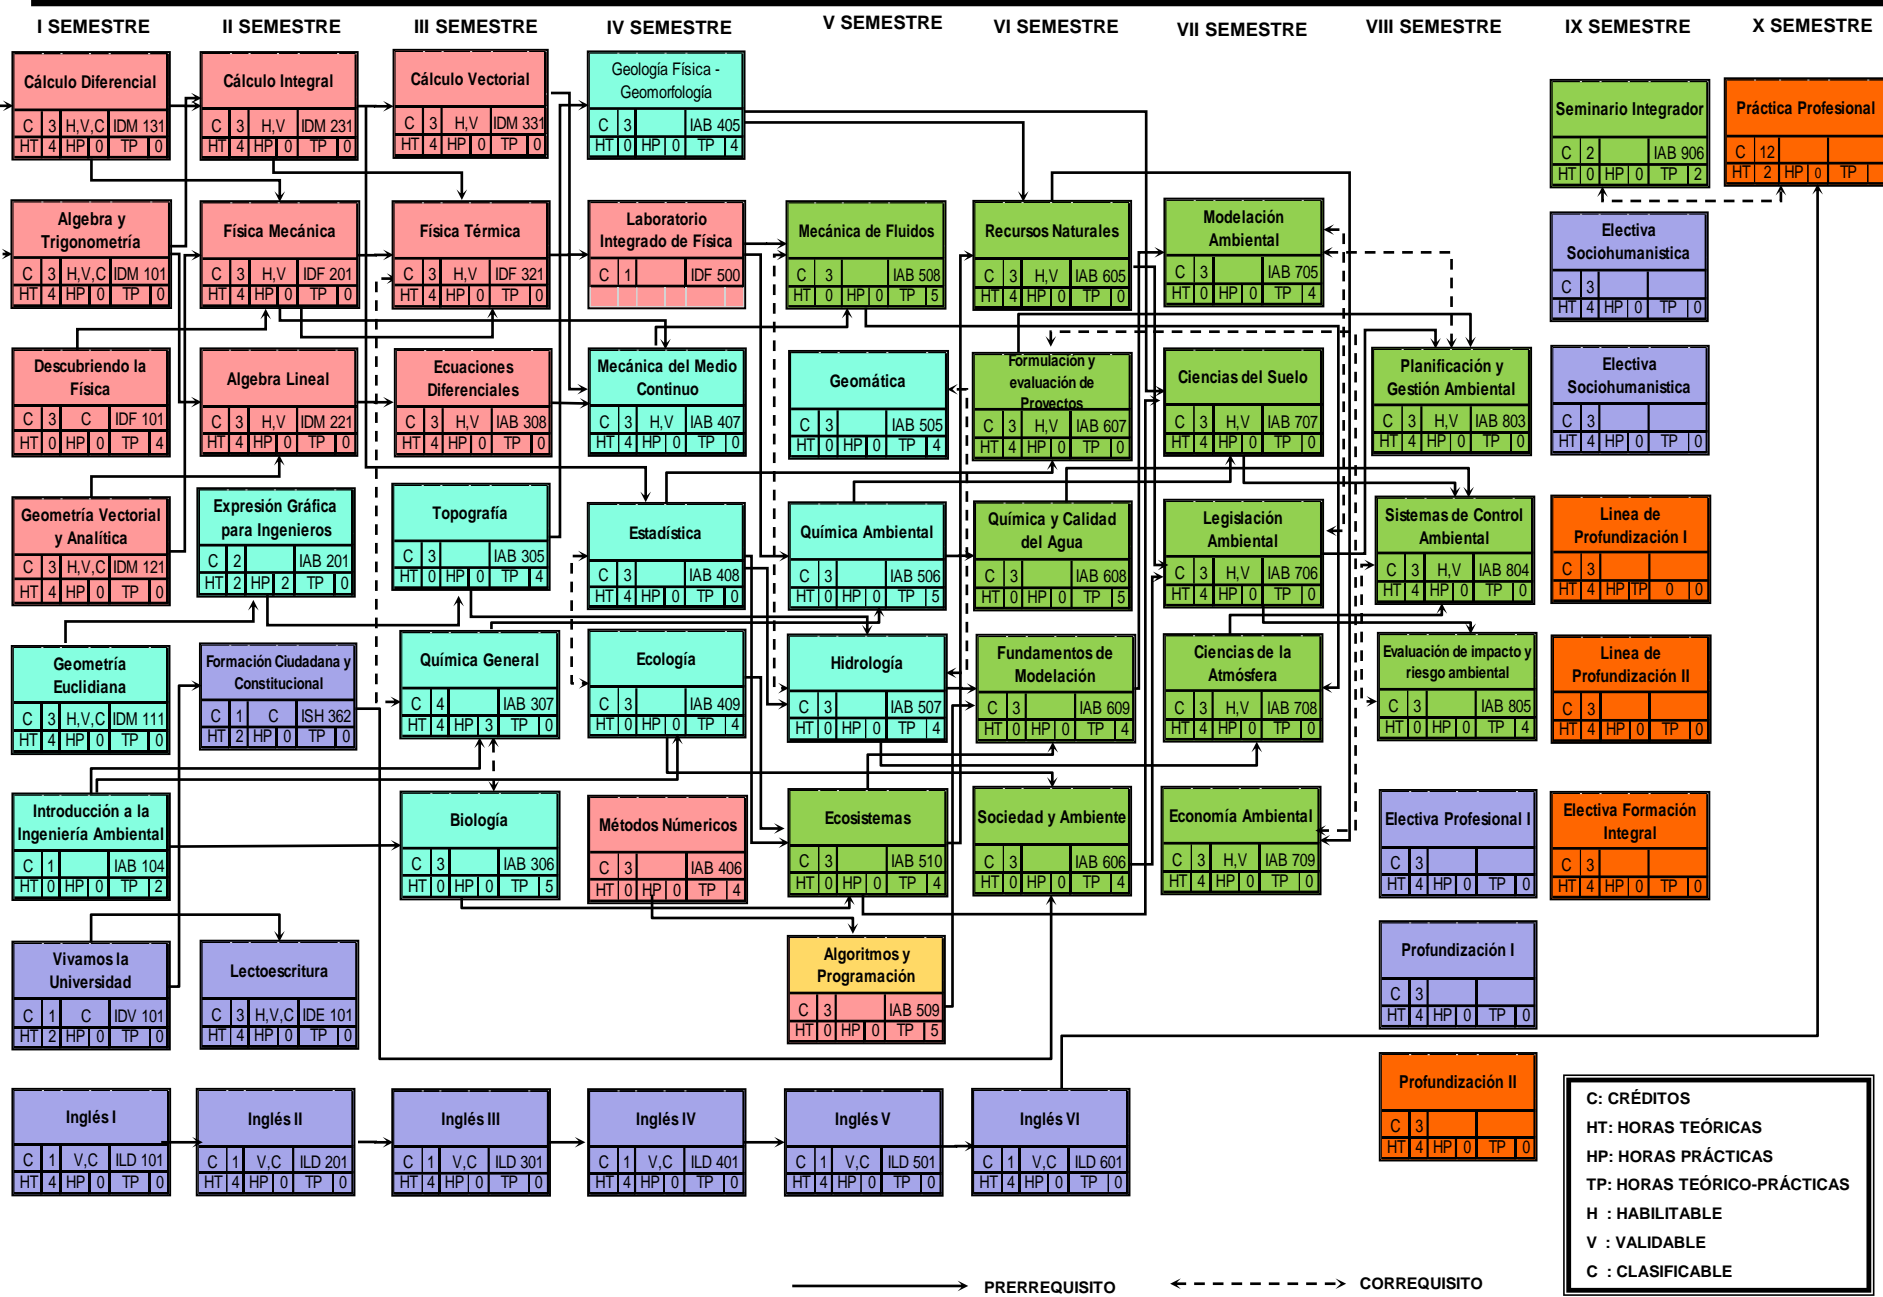 I SEMESTRE
II SEMESTRE
III SEMESTRE
IV SEMESTRE
V SEMESTRE
VI SEMESTRE
VII SEMESTRE
VIII SEMESTRE
IX SEMESTRE
X SEMESTRE
Cálculo Diferencial
C 3 H,V,C IDM 131
HT 4 HP 0 TP 0
Cálculo Integral
C 3 H,V IDM 231
HT 4 HP 0 TP 0
Cálculo Vectorial
C 3 H,V IDM 331
HT 4 HP 0 TP 0
Geología Física -
Geomorfología
C 3 IAB 405
HT 0 HP 0 TP 4
Seminario Integrador
C 2 IAB 906
HT 0 HP 0 TP 2
Práctica Profesional
C 12
HT 2 HP 0 TP
Algebra y
Trigonometría
C 3 H,V,C IDM 101
HT 4 HP 0 TP 0
Física Mecánica
C 3 H,V IDF 201
HT 4 HP 0 TP 0
Física Térmica
C 3 H,V IDF 321
HT 4 HP 0 TP 0
Laboratorio
Integrado de Física
C 1 IDF 500
Mecánica de Fluidos
C 3 IAB 508
HT 0 HP 0 TP 5
Recursos Naturales
C 3 H,V IAB 605
HT 4 HP 0 TP 0
Modelación
Ambiental
C 3 IAB 705
HT 0 HP 0 TP 4
Electiva
Sociohumanistica
C 3
HT 4 HP 0 TP 0
Descubriendo la
Física
C 3 C IDF 101
HT 0 HP 0 TP 4
Algebra Lineal
C 3 H,V IDM 221
HT 4 HP 0 TP 0
Ecuaciones
Diferenciales
C 3 H,V IAB 308
HT 4 HP 0 TP 0
Mecánica del Medio
Continuo
C 3 H,V IAB 407
HT 4 HP 0 TP 0
Geomática
C 3 IAB 505
HT 0 HP 0 TP 4
Formulación y
evaluación de
Proyectos
C 3 H,V IAB 607
HT 4 HP 0 TP 0
Ciencias del Suelo
C 3 H,V IAB 707
HT 4 HP 0 TP 0
Planificación y
Gestión Ambiental
C 3 H,V IAB 803
HT 4 HP 0 TP 0
Electiva
Sociohumanistica
C 3
HT 4 HP 0 TP 0
Geometría Vectorial
y Analítica
C 3 H,V,C IDM 121
HT 4 HP 0 TP 0
Expresión Gráfica
para Ingenieros
C 2 IAB 201
HT 2 HP 2 TP 0
Topografía
C 3 IAB 305
HT 0 HP 0 TP 4
Estadística
C 3 IAB 408
HT 4 HP 0 TP 0
Química Ambiental
C 3 IAB 506
HT 0 HP 0 TP 5
Química y Calidad
del Agua
C 3 IAB 608
HT 0 HP 0 TP 5
Legislación
Ambiental
C 3 H,V IAB 706
HT 4 HP 0 TP 0
Sistemas de Control
Ambiental
C 3 H,V IAB 804
HT 4 HP 0 TP 0
Linea de
Profundización I
C 3
HT 4 HP TP 0 0
Geometría
Euclidiana
C 3 H,V,C IDM 111
HT 4 HP 0 TP 0
Formación Ciudadana y
Constitucional
C 1 C ISH 362
HT 2 HP 0 TP 0
Química General
C 4 IAB 307
HT 4 HP 3 TP 0
Ecología
C 3 IAB 409
HT 0 HP 0 TP 4
Hidrología
C 3 IAB 507
HT 0 HP 0 TP 4
Fundamentos de
Modelación
C 3 IAB 609
HT 0 HP 0 TP 4
Ciencias de la
Atmósfera
C 3 H,V IAB 708
HT 4 HP 0 TP 0
Evaluación de impacto y
riesgo ambiental
C 3 IAB 805
HT 0 HP 0 TP 4
Linea de
Profundización II
C 3
HT 4 HP 0 TP 0
Introducción a la
Ingeniería Ambiental
C 1 IAB 104
HT 0 HP 0 TP 2
Biología
C 3 IAB 306
HT 0 HP 0 TP 5
Métodos Númericos
C 3 IAB 406
HT 0 HP 0 TP 4
Ecosistemas
C 3 IAB 510
HT 0 HP 0 TP 4
Sociedad y Ambiente
C 3 IAB 606
HT 0 HP 0 TP 4
Economía Ambiental
C 3 H,V IAB 709
HT 4 HP 0 TP 0
Electiva Profesional I
C 3
HT 4 HP 0 TP 0
Electiva Formación
Integral
C 3
HT 4 HP 0 TP 0
Vivamos la
Universidad
C 1 C IDV 101
HT 2 HP 0 TP 0
Lectoescritura
C 3 H,V,C IDE 101
HT 4 HP 0 TP 0
Algoritmos y
Programación
C 3 IAB 509
HT 0 HP 0 TP 5
Profundización I
C 3
HT 4 HP 0 TP 0
Profundización II
C 3
HT 4 HP 0 TP 0
Inglés I
C 1 V,C ILD 101
HT 4 HP 0 TP 0
Inglés II
C 1 V,C ILD 201
HT 4 HP 0 TP 0
Inglés III
C 1 V,C ILD 301
HT 4 HP 0 TP 0
Inglés IV
C 1 V,C ILD 401
HT 4 HP 0 TP 0
Inglés V
C 1 V,C ILD 501
HT 4 HP 0 TP 0
Inglés VI
C 1 V,C ILD 601
HT 4 HP 0 TP 0
C: CRÉDITOS
HT: HORAS TEÓRICAS
HP: HORAS PRÁCTICAS
TP: HORAS TEÓRICO-PRÁCTICAS
H : HABILITABLE
V : VALIDABLE
C : CLASIFICABLE
PRERREQUISITO
CORREQUISITO